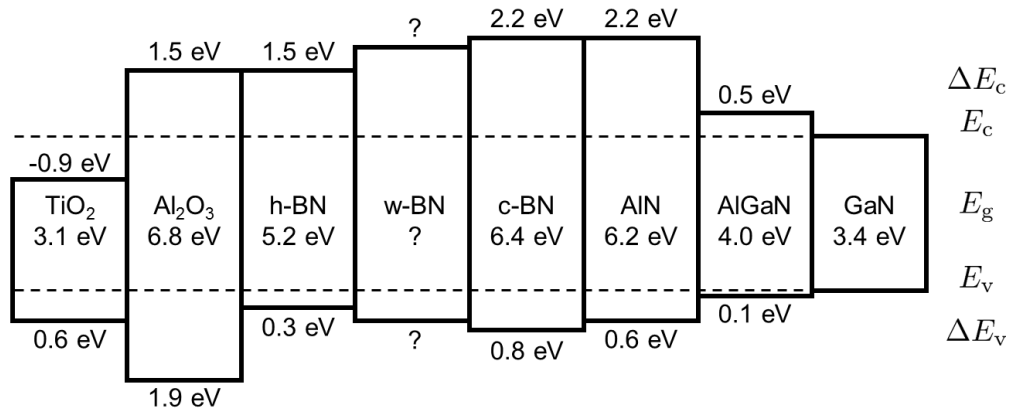 ?
2.2 eV 2.2 eV
1.5 eV 1.5 eV
ΔE_c
0.5 eV
E_c
-0.9 eV
TiO₂ Al₂O₃ h-BN w-BN c-BN AlN AlGaN GaN E_g
3.1 eV 6.8 eV 5.2 eV ? 6.4 eV 6.2 eV 4.0 eV 3.4 eV
E_v
0.1 eV
0.3 eV
0.6 eV ? 0.8 eV 0.6 eV ΔE_v
1.9 eV